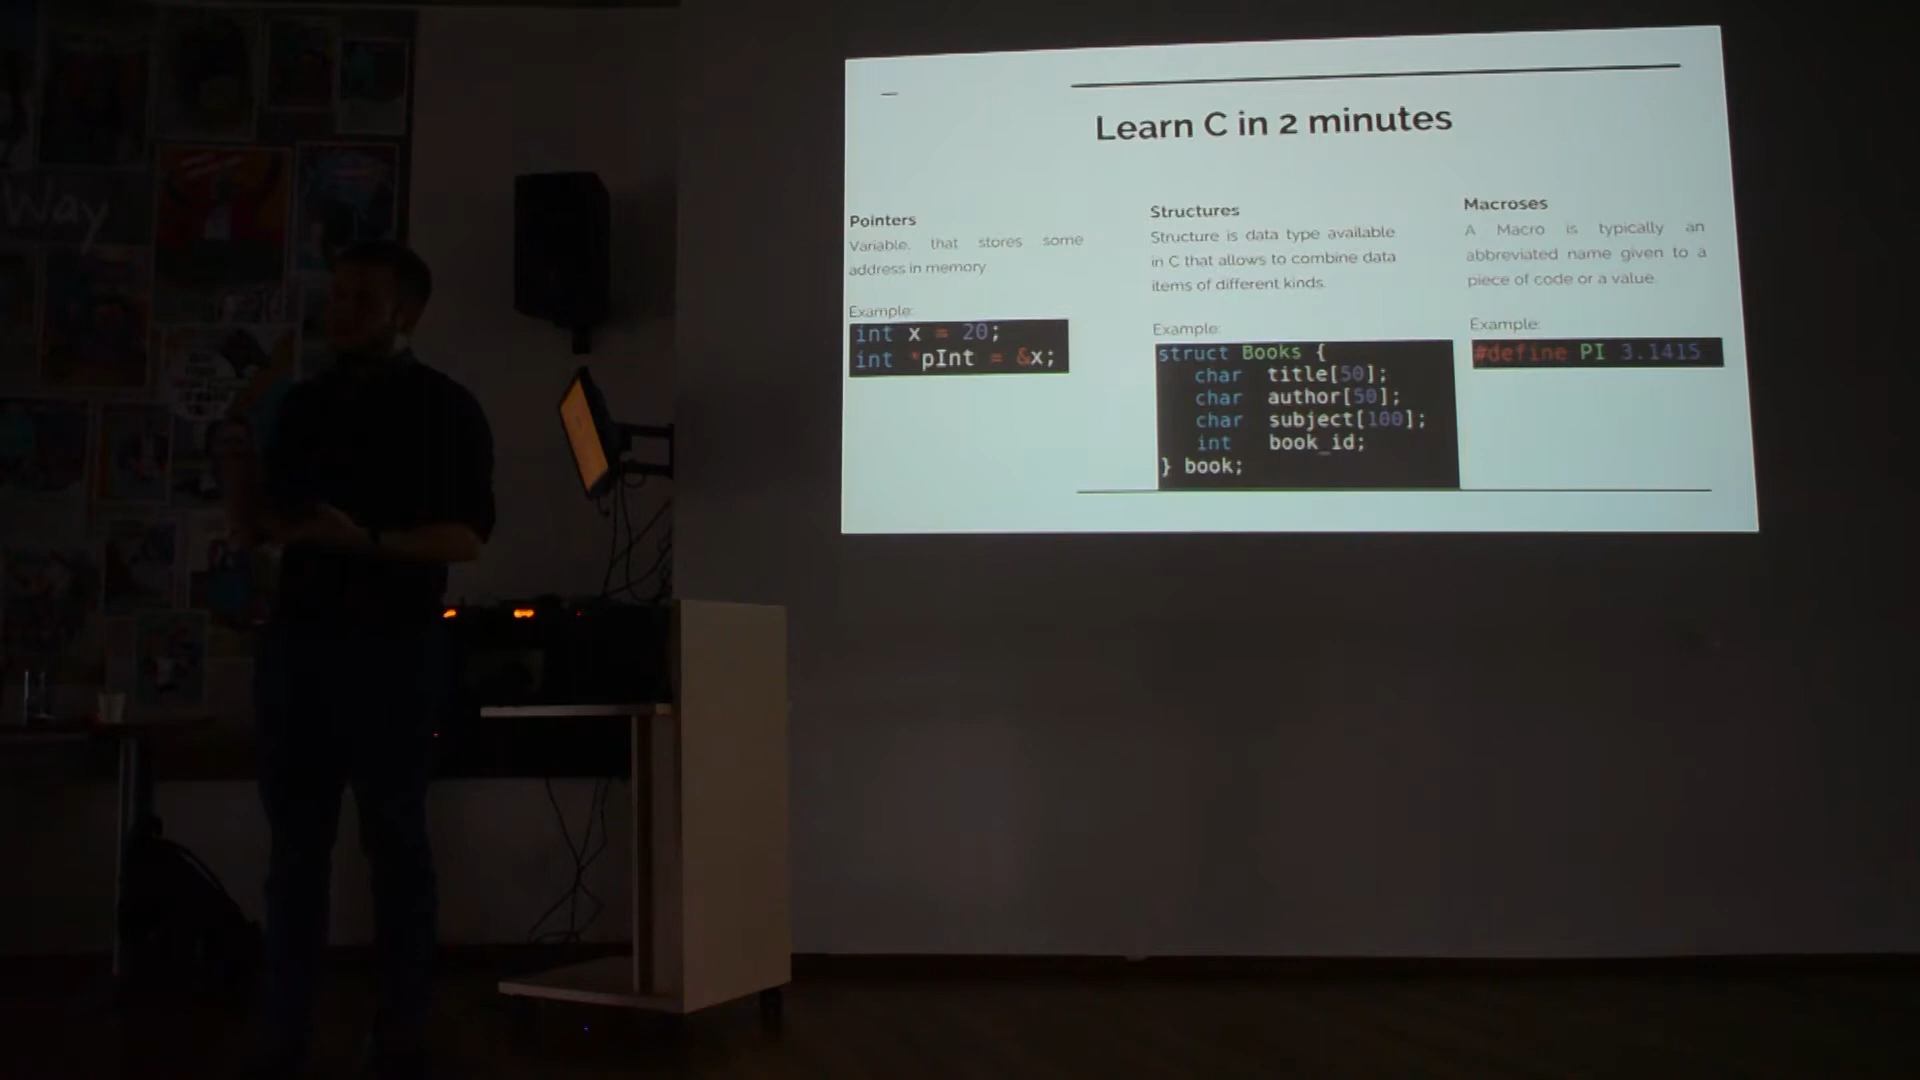 Way
Learn C in 2 minutes
Pointers
Variable, that stores some
address in memory
Example:
int x = 20;
int *pInt = &x;
Structures
Structure is data type available
in C that allows to combine data
items of different kinds.
Example:
struct Books {
char title[50];
char author[50];
char subject[100];
int book_id;
} book;
Macroses
A Macro is typically an
abbreviated name given to a
piece of code or a value.
Example:
#define PI 3.1415